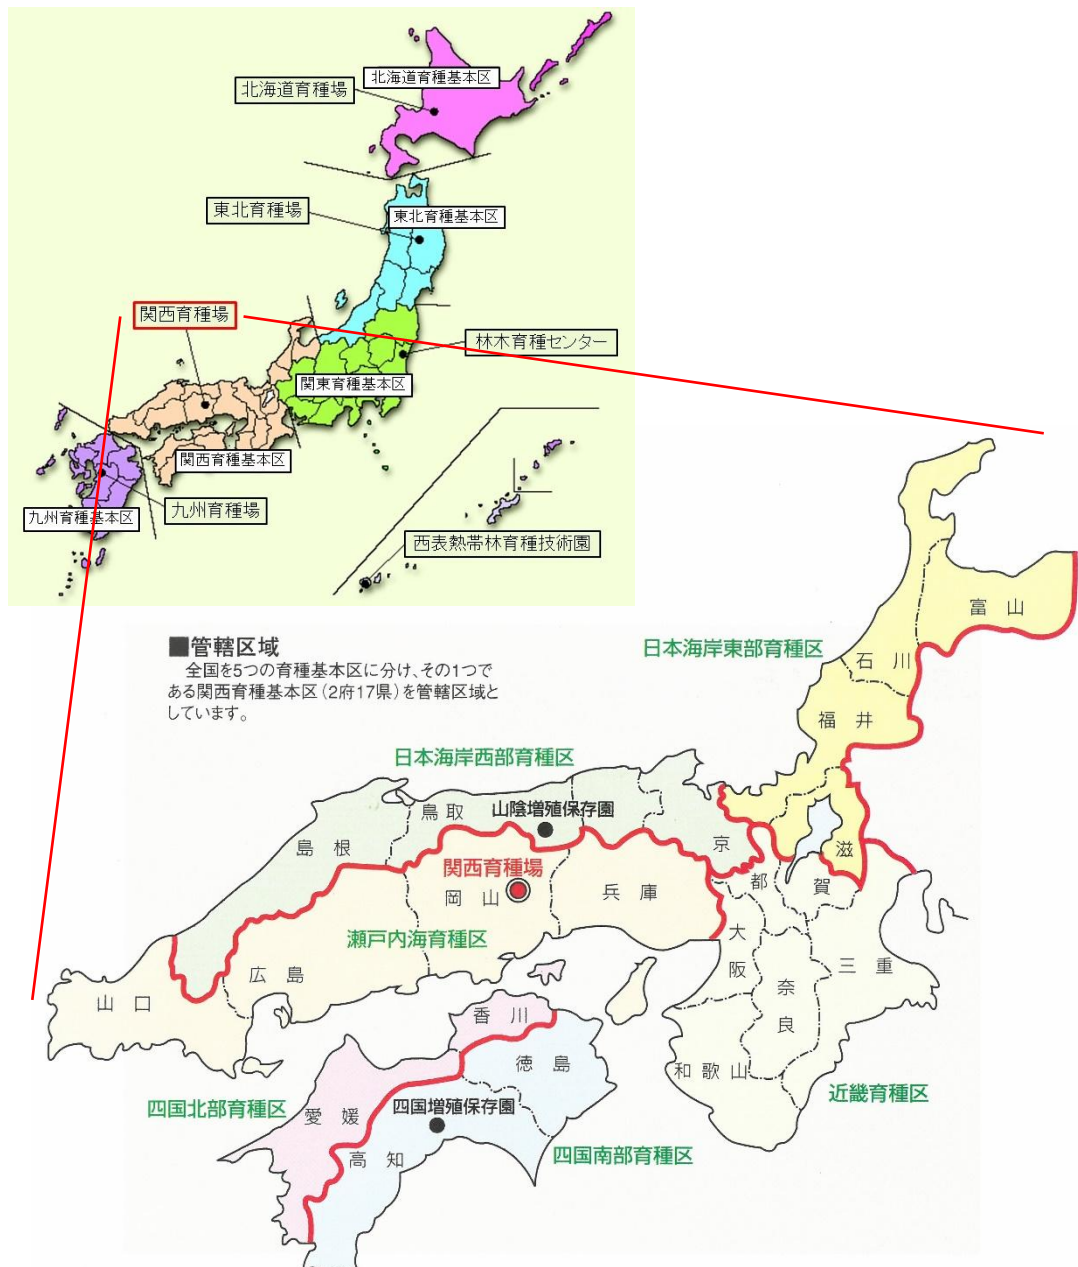 北海道育種基本区
北海道育種場
東北育種場
東北育種基本区
関西育種場
林木育種センター
関東育種基本区
関西育種基本区
九州育種場
九州育種基本区
西表熱帯林育種技術園
■管轄区域
全国を5つの育種基本区に分け、その1つで
ある関西育種基本区（2府17県）を管轄区域と
しています。
日本海岸東部育種区
富山
石川
福井
日本海岸西部育種区
鳥取
山陰増殖保存園
島根
京
都
滋
賀
関西育種場
岡山
兵庫
瀬戸内海育種区
大
阪
三重
奈
良
広島
山口
香川
徳島
和歌山
近畿育種区
四国北部育種区
愛媛
四国増殖保存園
高知
四国南部育種区